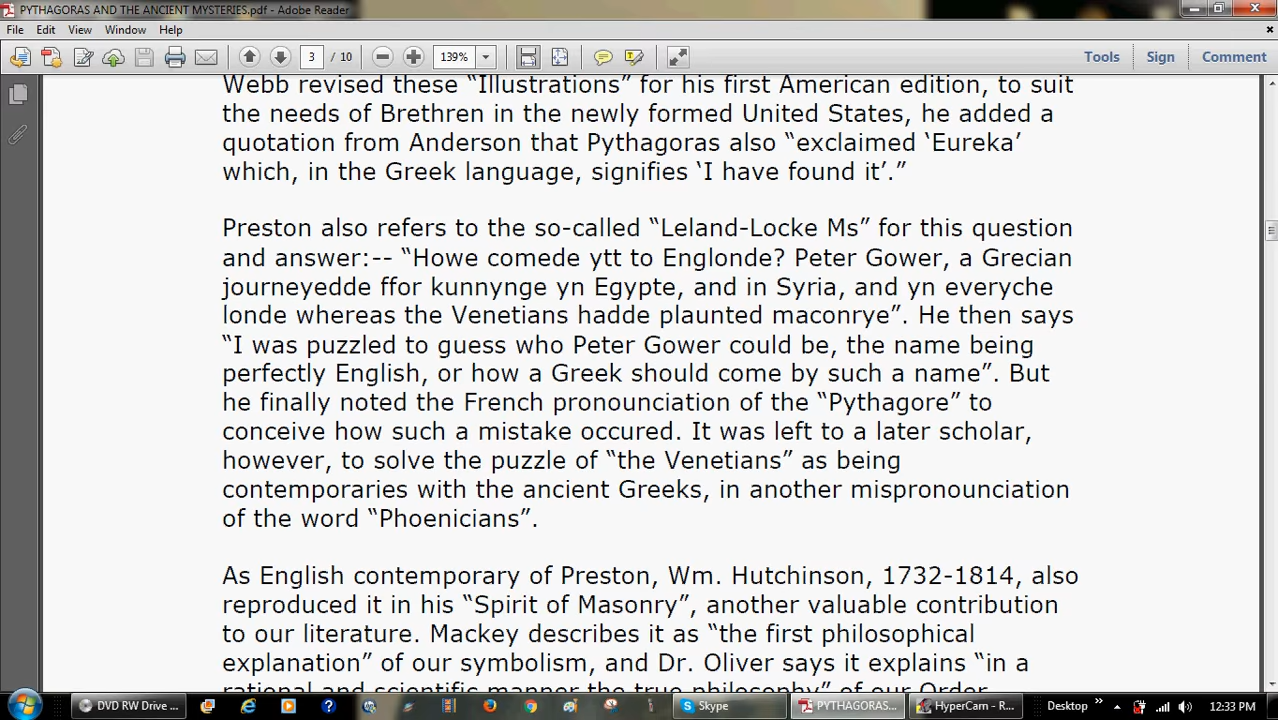 PYTHAGORAS AND THE ANCIENT MYSTERIES.pdf - Adobe Reader
File Edit View Window Help
3 / 10 139% Tools Sign Comment
Webb revised these “Illustrations” for his first American edition, to suit
the needs of Brethren in the newly formed United States, he added a
quotation from Anderson that Pythagoras also “exclaimed ‘Eureka’
which, in the Greek language, signifies ‘I have found it’.”
Preston also refers to the so-called “Leland-Locke Ms” for this question
and answer:-- “Howe comede ytt to Englonde? Peter Gower, a Grecian
journeyedde ffor kunnynge yn Egypte, and in Syria, and yn everyche
londe whereas the Venetians hadde plaunted maconrye”. He then says
“I was puzzled to guess who Peter Gower could be, the name being
perfectly English, or how a Greek should come by such a name”. But
he finally noted the French pronounciation of the “Pythagore” to
conceive how such a mistake occured. It was left to a later scholar,
however, to solve the puzzle of “the Venetians” as being
contemporaries with the ancient Greeks, in another mispronounciation
of the word “Phoenicians”.
As English contemporary of Preston, Wm. Hutchinson, 1732-1814, also
reproduced it in his “Spirit of Masonry”, another valuable contribution
to our literature. Mackey describes it as “the first philosophical
explanation” of our symbolism, and Dr. Oliver says it explains “in a
rational and scientific manner the true philosophy” of our Order
DVD RW Drive ... Skype PYTHAGORAS... HyperCam - R... Desktop 12:33 PM